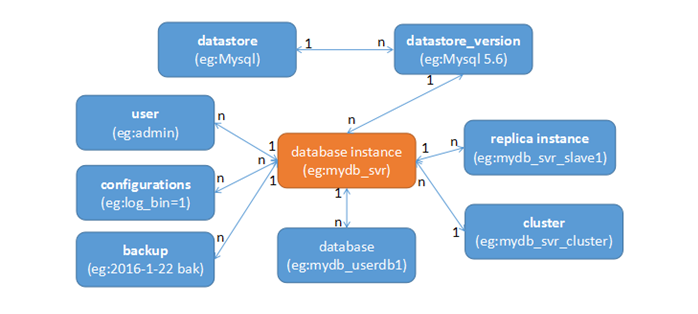 datastore
(eg:Mysql)
1
n
datastore_version
(eg:Mysql 5.6)
1
n
user
(eg:admin)
n
1
configurations
(eg:log_bin=1)
n
n
backup
(eg:2016-1-22 bak)
n
1
database instance
(eg:mydb_svr)
1
n
replica instance
(eg:mydb_svr_slave1)
n
1
cluster
(eg:mydb_svr_cluster)
1
n
database
(eg:mydb_userdb1)